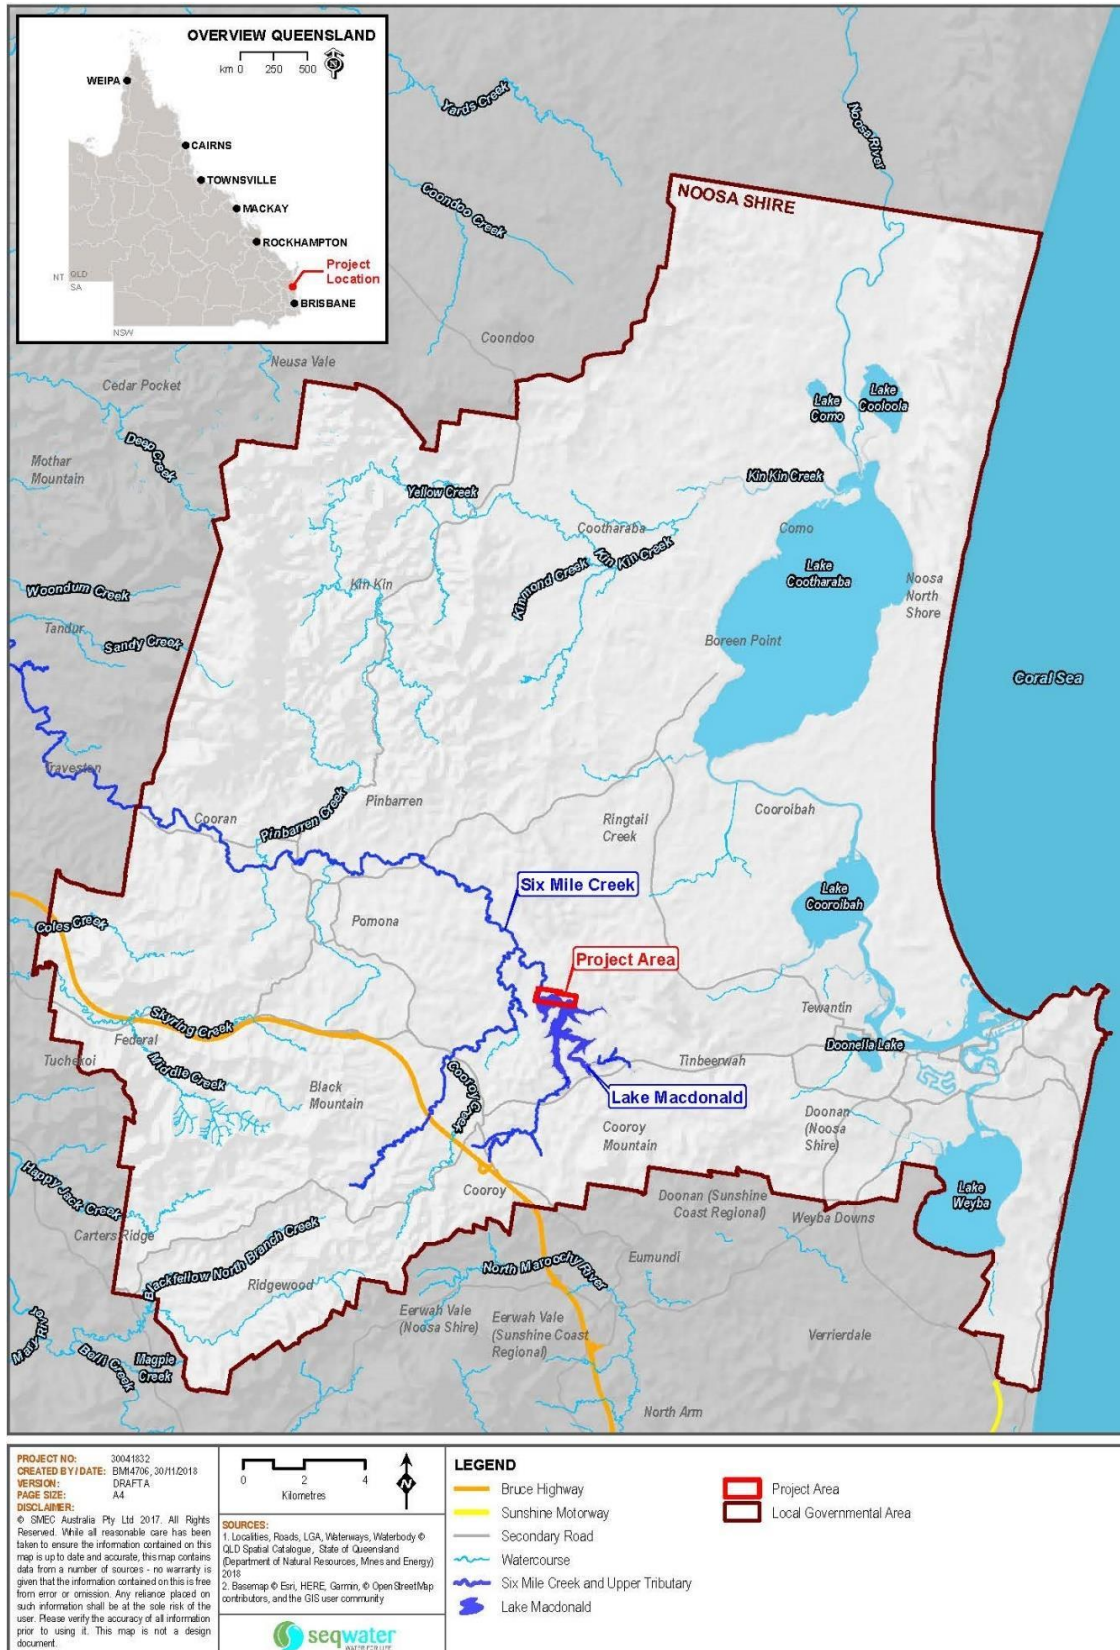 OVERVIEW QUEENSLAND
km 0 250 500
N
WEIPA
CAIRNS
TOWNSVILLE
MACKAY
ROCKHAMPTON
Project
Location
BRISBANE
NT QLD
SA
NSW
Yards Creek
Noosa River
Coondoo Creek
NOOSA SHIRE
Coondoo
Neusa Vale
Cedar Pocket
Deep Creek
Mothar
Mountain
Lake
Como
Lake
Cooloola
Yellow Creek
Kin Kin Creek
Cootharaba
Como
Kin Kin Creek
Kinmond Creek
Lake
Cootharaba
Noosa
North
Shore
Kin Kin
Woondum Creek
Tandur
Sandy Creek
Boreen Point
Coral Sea
Traveston
Pinbarren
Cooran
Pinbarren Creek
Ringtail
Creek
Cooroibah
Six Mile Creek
Lake
Cooroibah
Coles Creek
Pomona
Project Area
Skyring Creek
Tewantin
Federal
Tuchekoi
Middle Creek
Doonella Lake
Tinbeerwah
Black
Mountain
Cooroy Creek
Lake Macdonald
Cooroy
Mountain
Doonan
(Noosa
Shire)
Happy Jack Creek
Cooroy
Lake
Weyba
Doonan (Sunshine
Coast Regional)
Weyba Downs
Carters Ridge
Blackfellow North Branch Creek
Ridgewood
North Maroochy River
Eumundi
Eerwah Vale
(Noosa Shire)
Eerwah Vale
(Sunshine Coast
Regional)
Verrierdale
Mary River
Bella Creek
Magpie
Creek
North Arm
PROJECT NO: 30041832
CREATED BY / DATE: BM14706, 30/11/2018
VERSION: DRAFT A
PAGE SIZE: A4
DISCLAIMER:
© SMEC Australia Pty Ltd 2017. All Rights
Reserved. While all reasonable care has been
taken to ensure the information contained on this
map is up to date and accurate, this map contains
data from a number of sources - no warranty is
given that the information contained on this is free
from error or omission. Any reliance placed on
such information shall be at the sole risk of the
user. Please verify the accuracy of all information
prior to using it. This map is not a design
document.
0 2 4
Kilometres
N
SOURCES:
1. Localities, Roads, LGA, Waterways, Waterbody ©
QLD Spatial Catalogue, State of Queensland
(Department of Natural Resources, Mines and Energy)
2018
2. Basemap © Esri, HERE, Garmin, © OpenStreetMap
contributors, and the GIS user community
seqwater
WATER FOR LIFE
LEGEND
Bruce Highway
Sunshine Motorway
Secondary Road
Watercourse
Six Mile Creek and Upper Tributary
Lake Macdonald
Project Area
Local Governmental Area